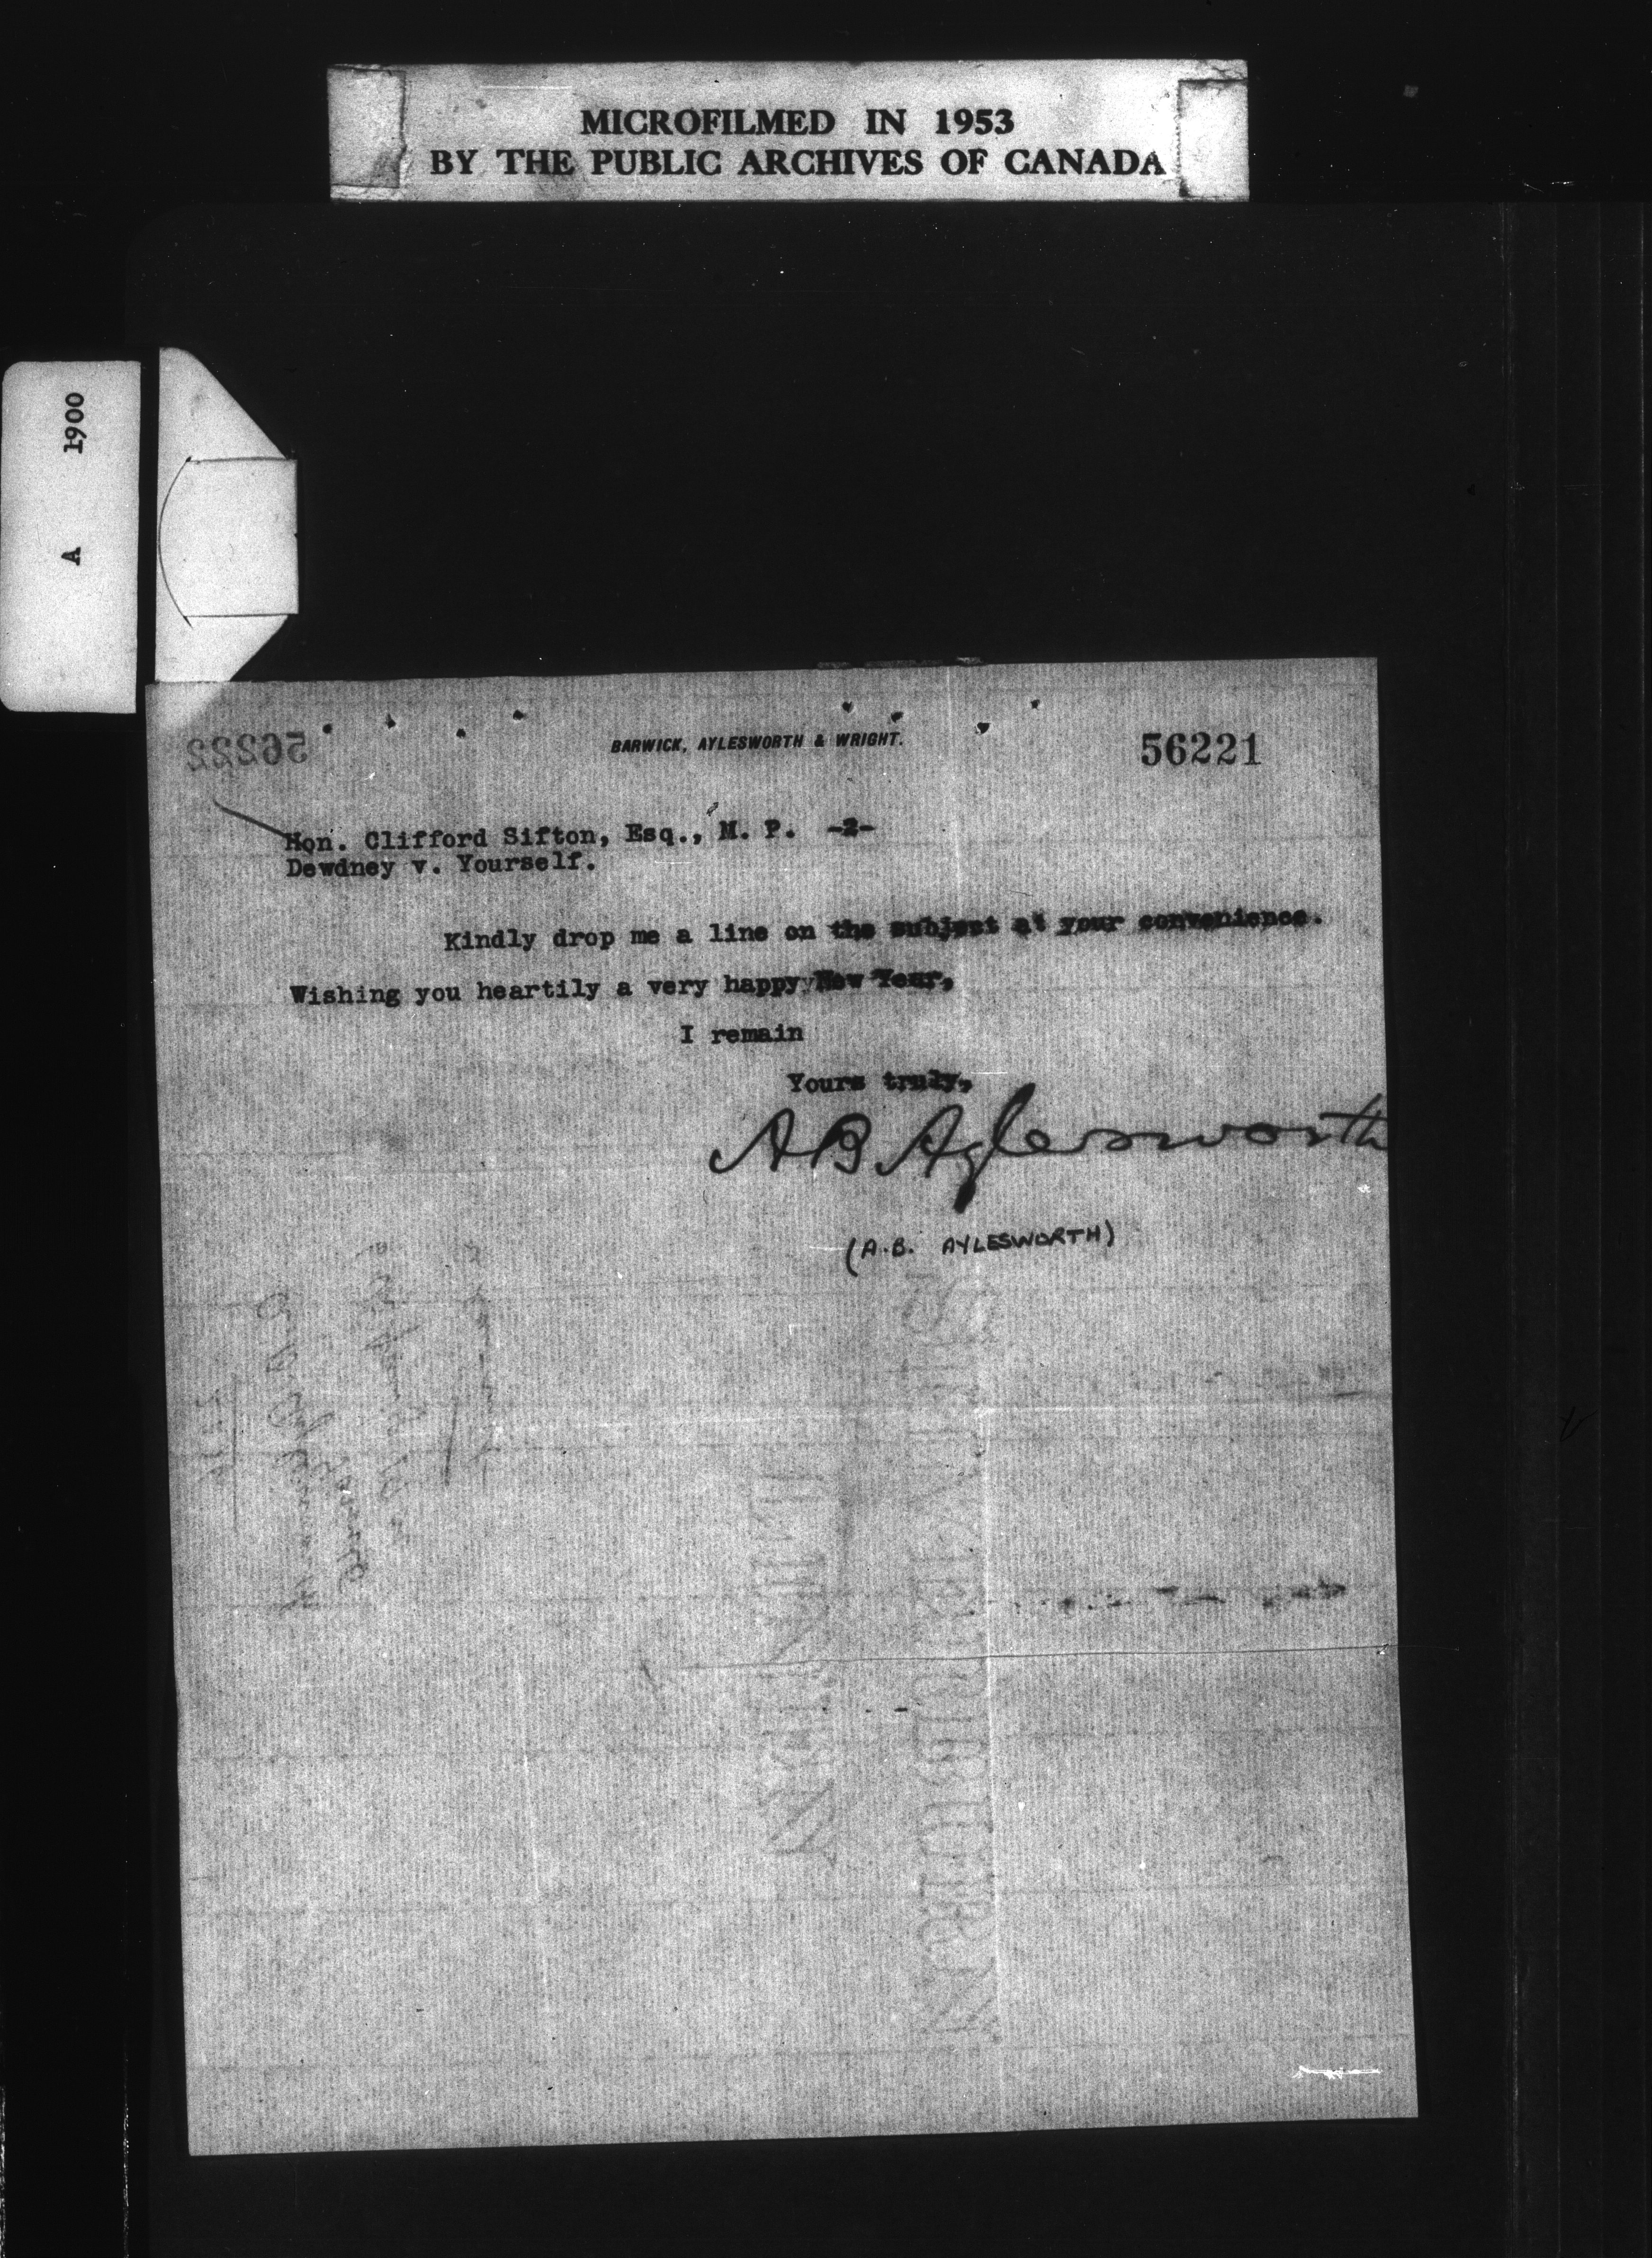 MICROFILMED IN 1953
BY THE PUBLIC ARCHIVES OF CANADA
A 1900
56222
BARWICK, AYLESWORTH & WRIGHT.
56221
Hon. Clifford Sifton, Esq., M. P. -2-
Dewdney v. Yourself.
Kindly drop me a line on the subject at your convenience.
Wishing you heartily a very happy New Year,
I remain
Yours truly,
A B Aylesworth
(A.B. AYLESWORTH)